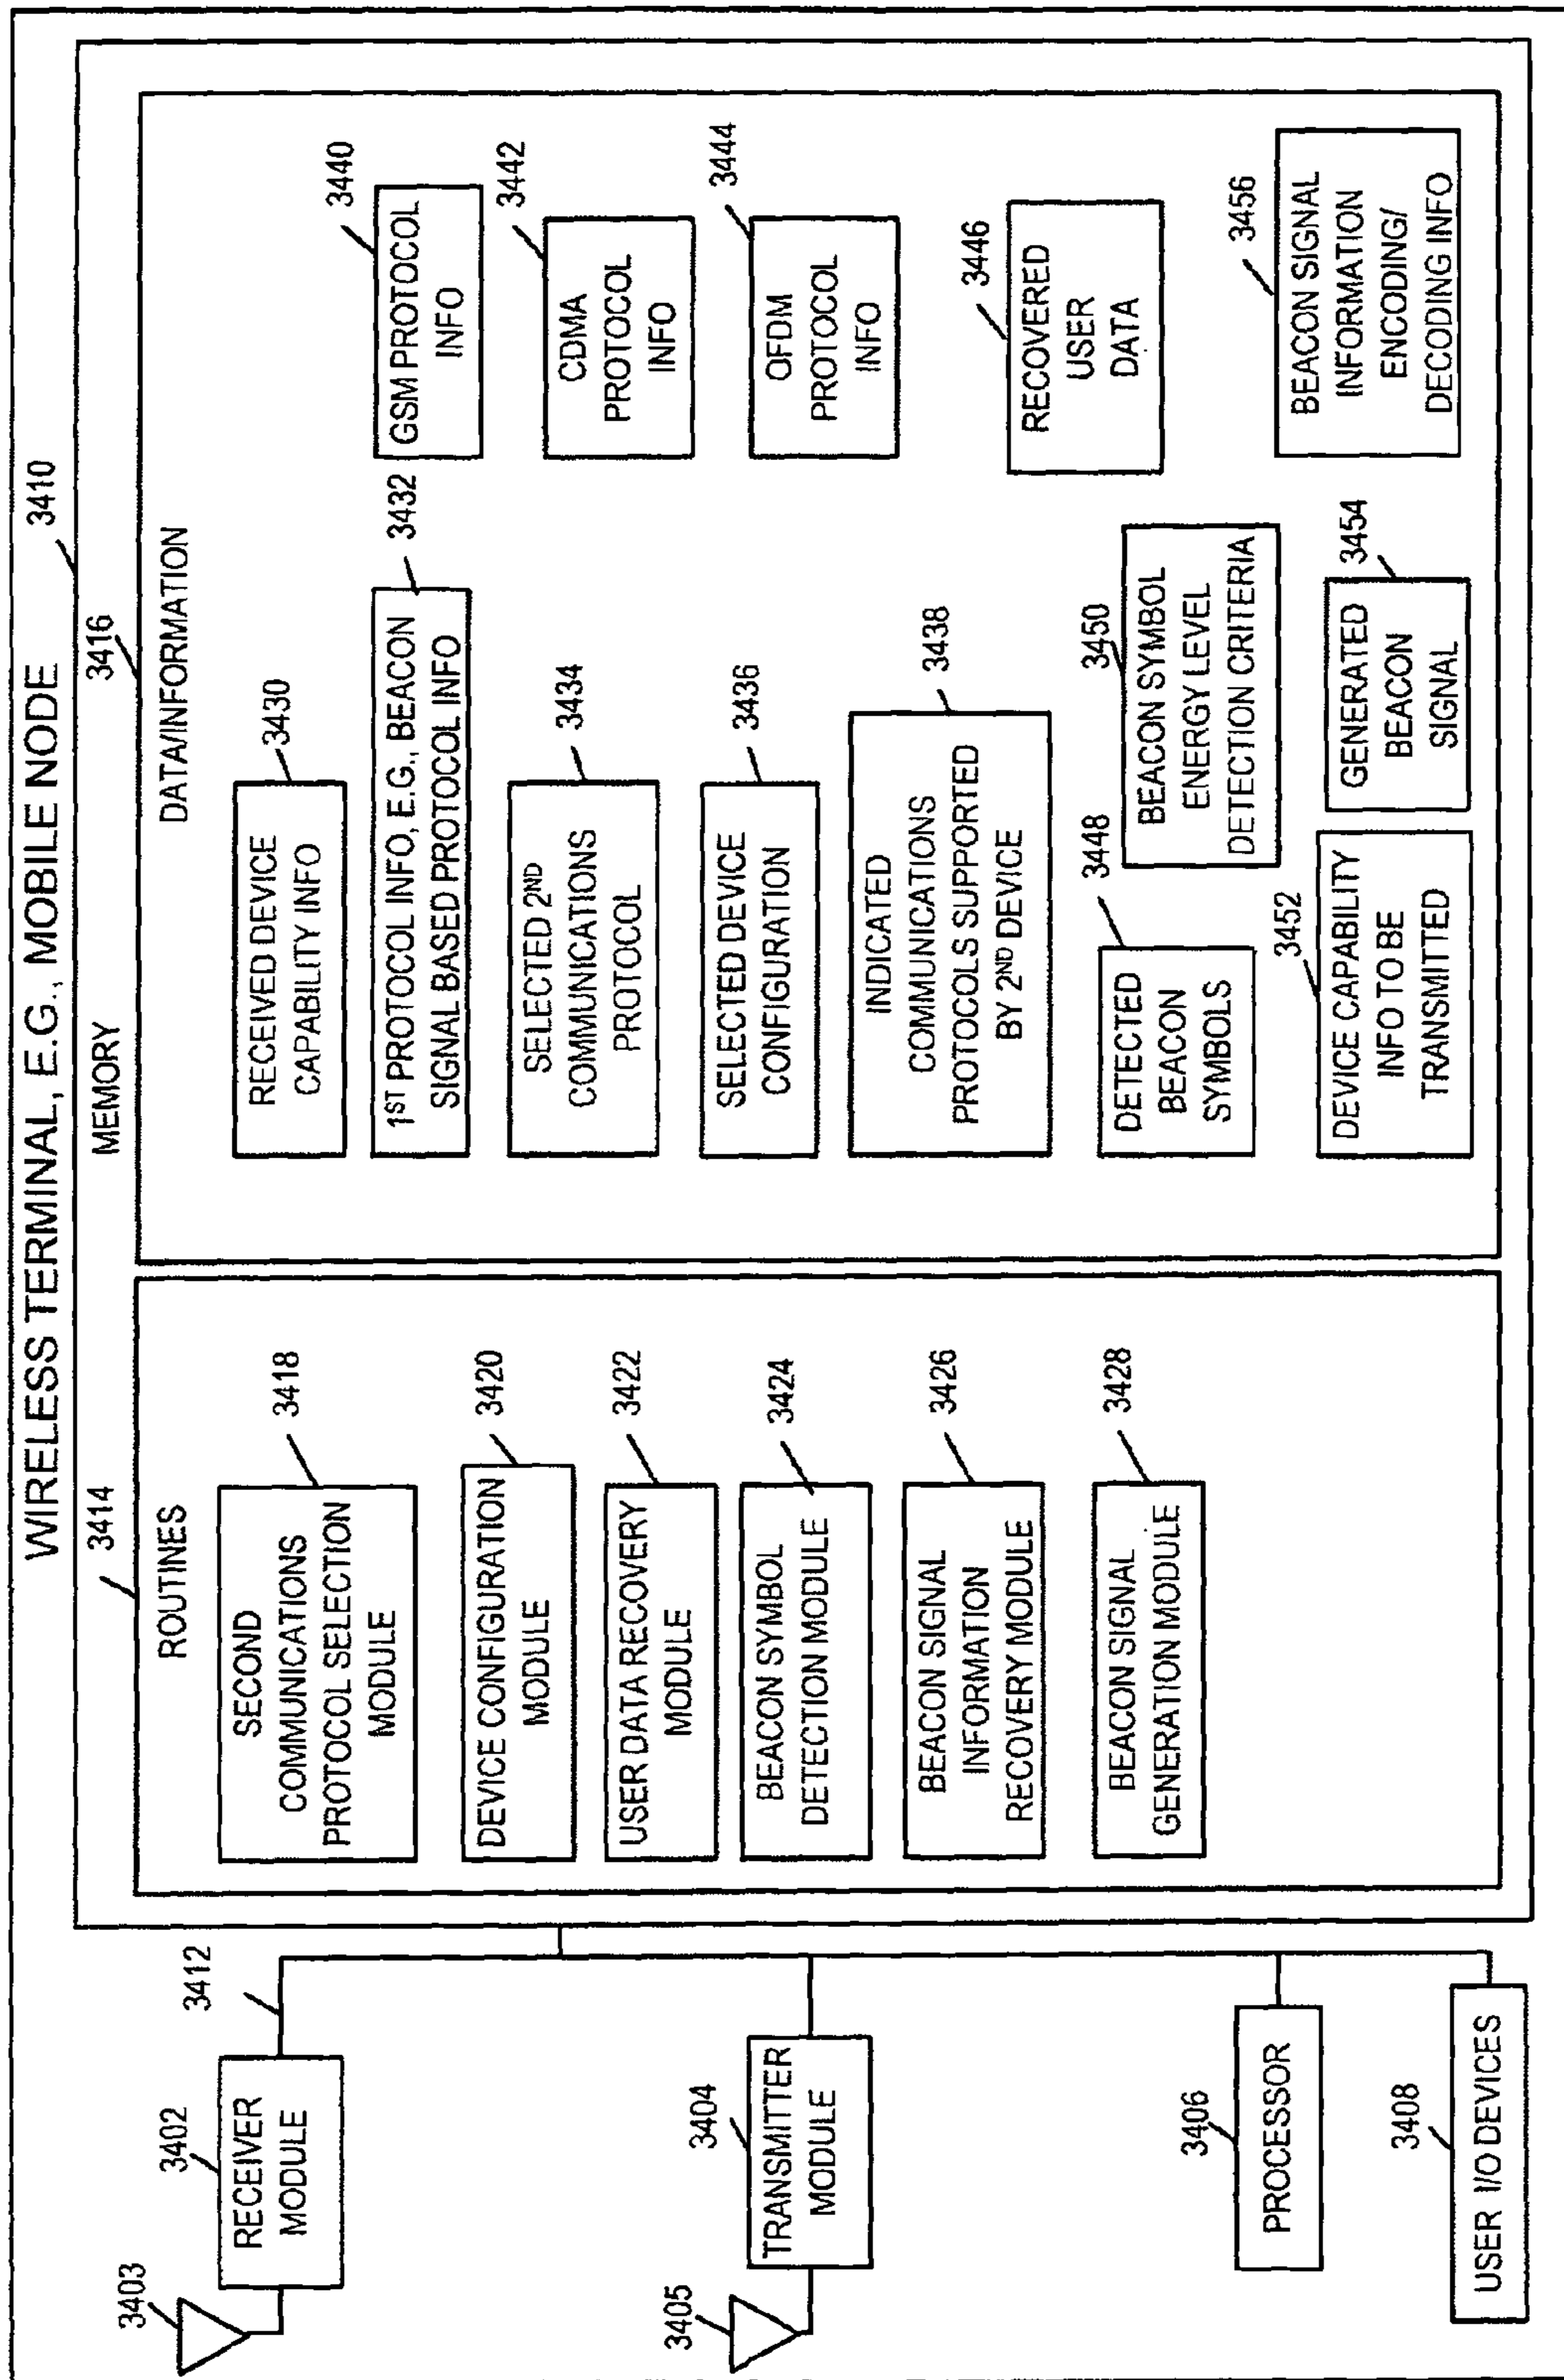 WIRELESS TERMINAL, E.G., MOBILE NODE
3410
3403
3402
RECEIVER
MODULE
3412
3405
3404
TRANSMITTER
MODULE
3406
PROCESSOR
3408
USER I/O DEVICES
MEMORY
3414
ROUTINES
SECOND
COMMUNICATIONS
PROTOCOL SELECTION
MODULE
3418
DEVICE CONFIGURATION
MODULE
3420
USER DATA RECOVERY
MODULE
3422
BEACON SYMBOL
DETECTION MODULE
3424
BEACON SIGNAL
INFORMATION
RECOVERY MODULE
3426
BEACON SIGNAL
GENERATION MODULE
3428
3416
DATA/INFORMATION
RECEIVED DEVICE
CAPABILITY INFO
3430
1ST PROTOCOL INFO, E.G., BEACON
SIGNAL BASED PROTOCOL INFO
3432
SELECTED 2ND
COMMUNICATIONS
PROTOCOL
3434
SELECTED DEVICE
CONFIGURATION
3436
INDICATED
COMMUNICATIONS
PROTOCOLS SUPPORTED
BY 2ND DEVICE
3438
3448
DETECTED
BEACON
SYMBOLS
3450
BEACON SYMBOL
ENERGY LEVEL
DETECTION CRITERIA
3452
DEVICE CAPABILITY
INFO TO BE
TRANSMITTED
3454
GENERATED
BEACON
SIGNAL
3440
GSM PROTOCOL
INFO
3442
CDMA
PROTOCOL
INFO
3444
OFDM
PROTOCOL
INFO
3446
RECOVERED
USER
DATA
3456
BEACON SIGNAL
INFORMATION
ENCODING/
DECODING INFO